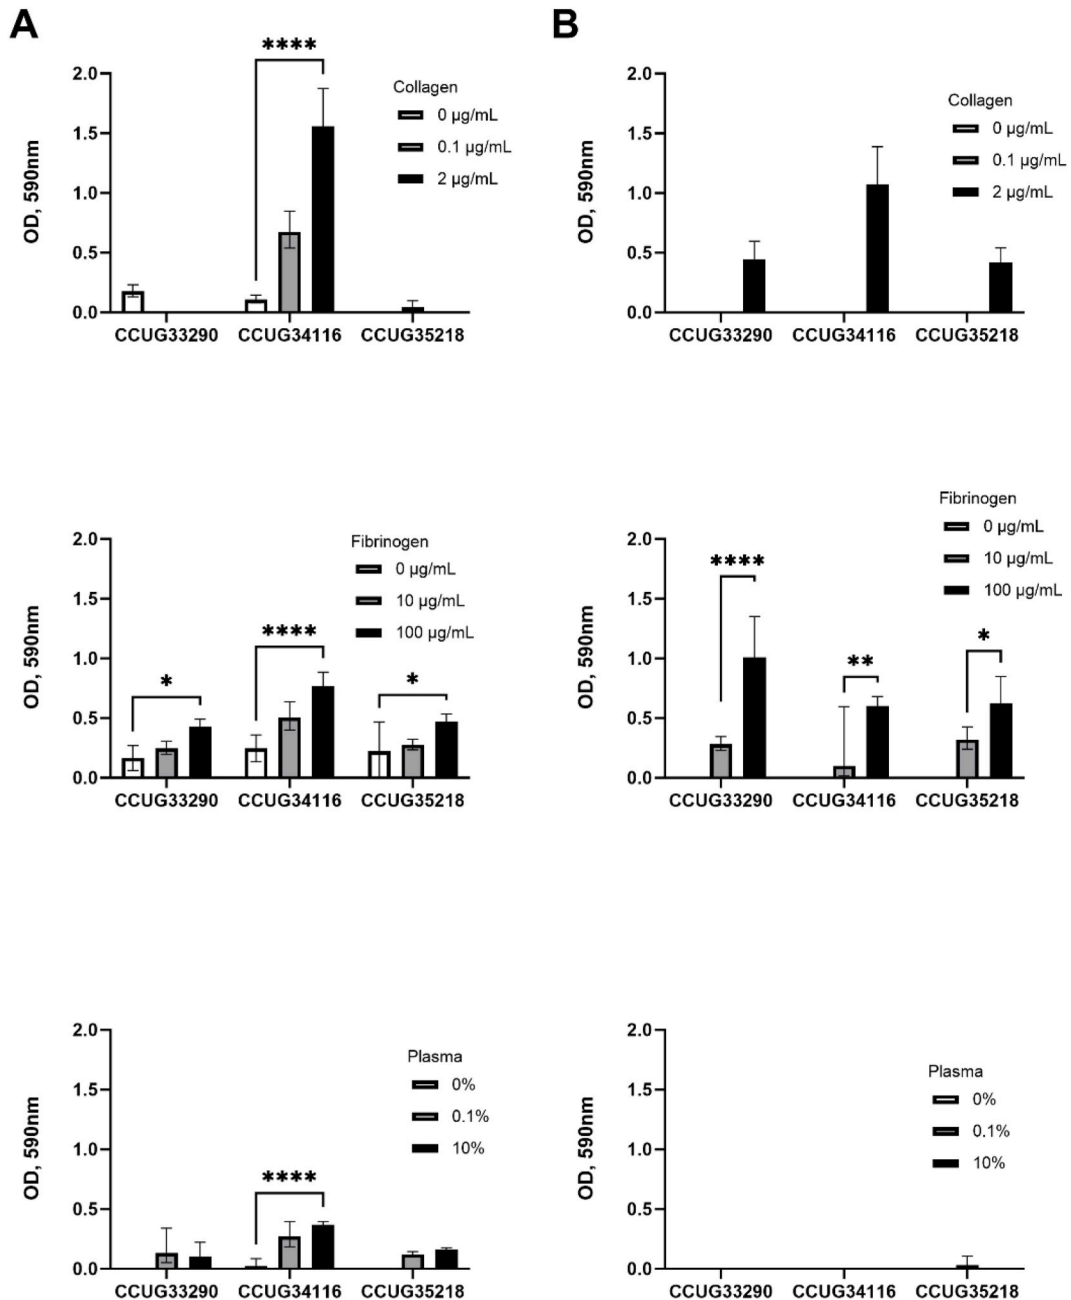 A
B
****
2.0
1.5
1.0
0.5
0.0
OD, 590nm
Collagen
0 µg/mL
0.1 µg/mL
2 µg/mL
CCUG33290
CCUG34116
CCUG35218
2.0
1.5
1.0
0.5
0.0
OD, 590nm
Collagen
0 µg/mL
0.1 µg/mL
2 µg/mL
CCUG33290
CCUG34116
CCUG35218
2.0
1.5
1.0
0.5
0.0
OD, 590nm
Fibrinogen
0 µg/mL
10 µg/mL
100 µg/mL
*
****
*
CCUG33290
CCUG34116
CCUG35218
2.0
1.5
1.0
0.5
0.0
OD, 590nm
Fibrinogen
0 µg/mL
10 µg/mL
100 µg/mL
****
**
*
CCUG33290
CCUG34116
CCUG35218
2.0
1.5
1.0
0.5
0.0
OD, 590nm
Plasma
0%
0.1%
10%
****
CCUG33290
CCUG34116
CCUG35218
2.0
1.5
1.0
0.5
0.0
OD, 590nm
Plasma
0%
0.1%
10%
CCUG33290
CCUG34116
CCUG35218